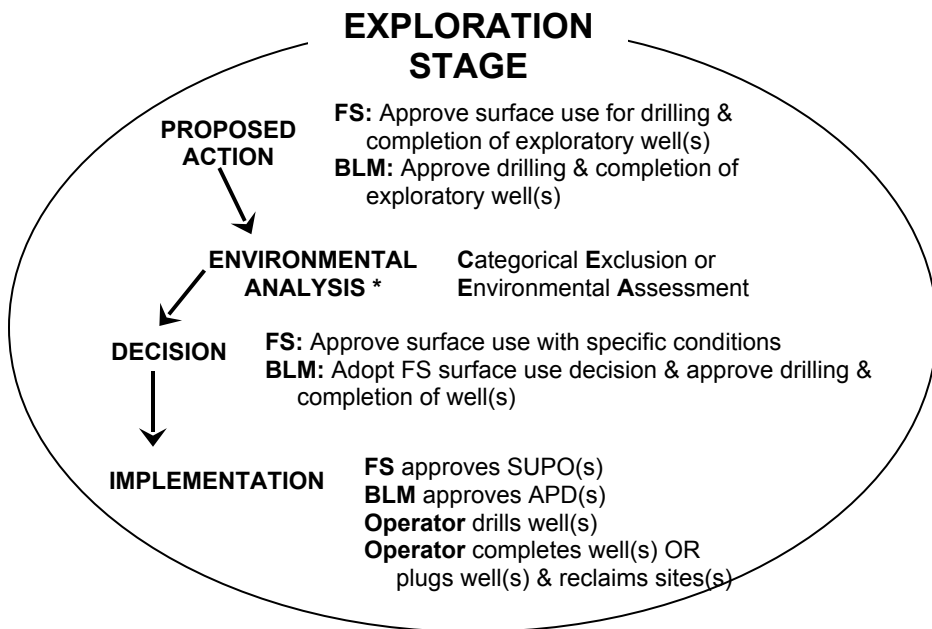 EXPLORATION
STAGE
PROPOSED
ACTION
FS: Approve surface use for drilling &
completion of exploratory well(s)
BLM: Approve drilling & completion of
exploratory well(s)
ENVIRONMENTAL
ANALYSIS *
Categorical Exclusion or
Environmental Assessment
DECISION
FS: Approve surface use with specific conditions
BLM: Adopt FS surface use decision & approve drilling &
completion of well(s)
IMPLEMENTATION
FS approves SUPO(s)
BLM approves APD(s)
Operator drills well(s)
Operator completes well(s) OR
plugs well(s) & reclaims sites(s)